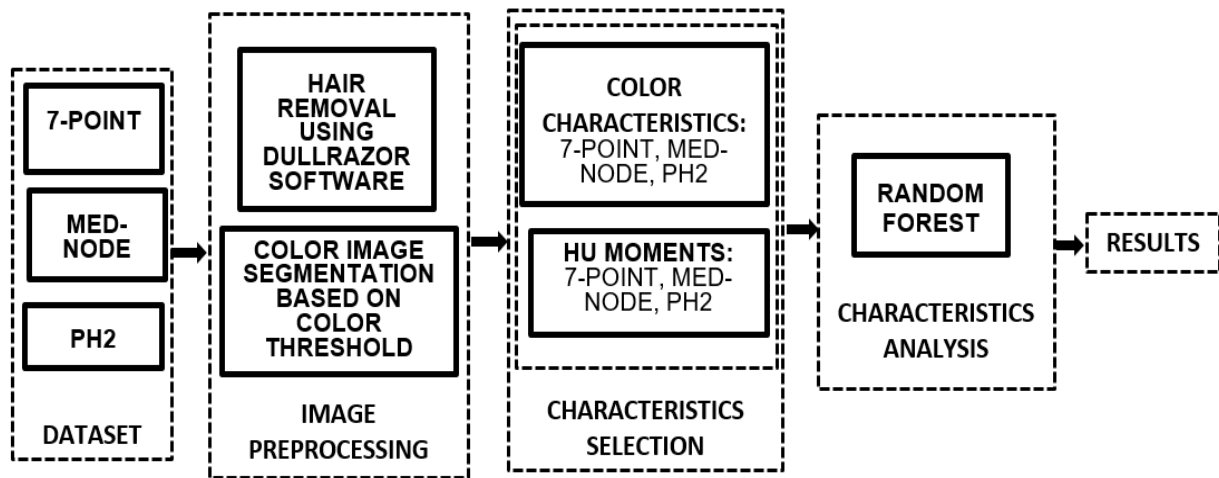 7-POINT
MED-
NODE
PH2
DATASET
HAIR
REMOVAL
USING
DULLRAZOR
SOFTWARE
COLOR IMAGE
SEGMENTATION
BASED ON
COLOR
THRESHOLD
IMAGE
PREPROCESSING
COLOR
CHARACTERISTICS:
7-POINT, MED-
NODE, PH2
HU MOMENTS:
7-POINT, MED-
NODE, PH2
CHARACTERISTICS
SELECTION
RANDOM
FOREST
CHARACTERISTICS
ANALYSIS
RESULTS